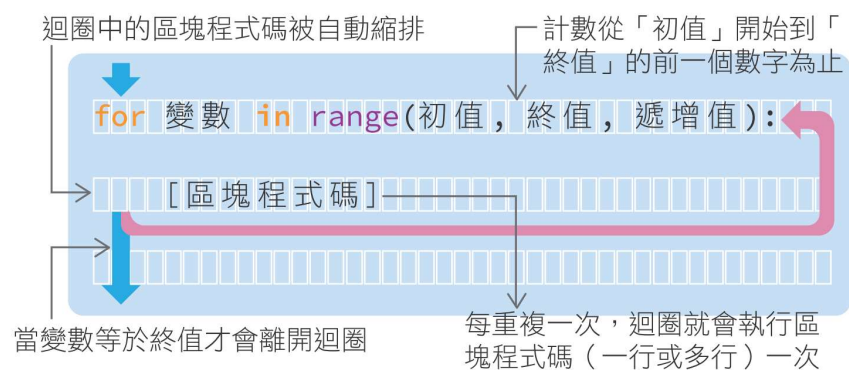 迴圈中的區塊程式碼被自動縮排
計數從「初值」開始到「
終值」的前一個數字為止
for 變數 in range(初值, 終值, 遞增值):
[區塊程式碼]
當變數等於終值才會離開迴圈
每重複一次，迴圈就會執行區
塊程式碼（一行或多行）一次